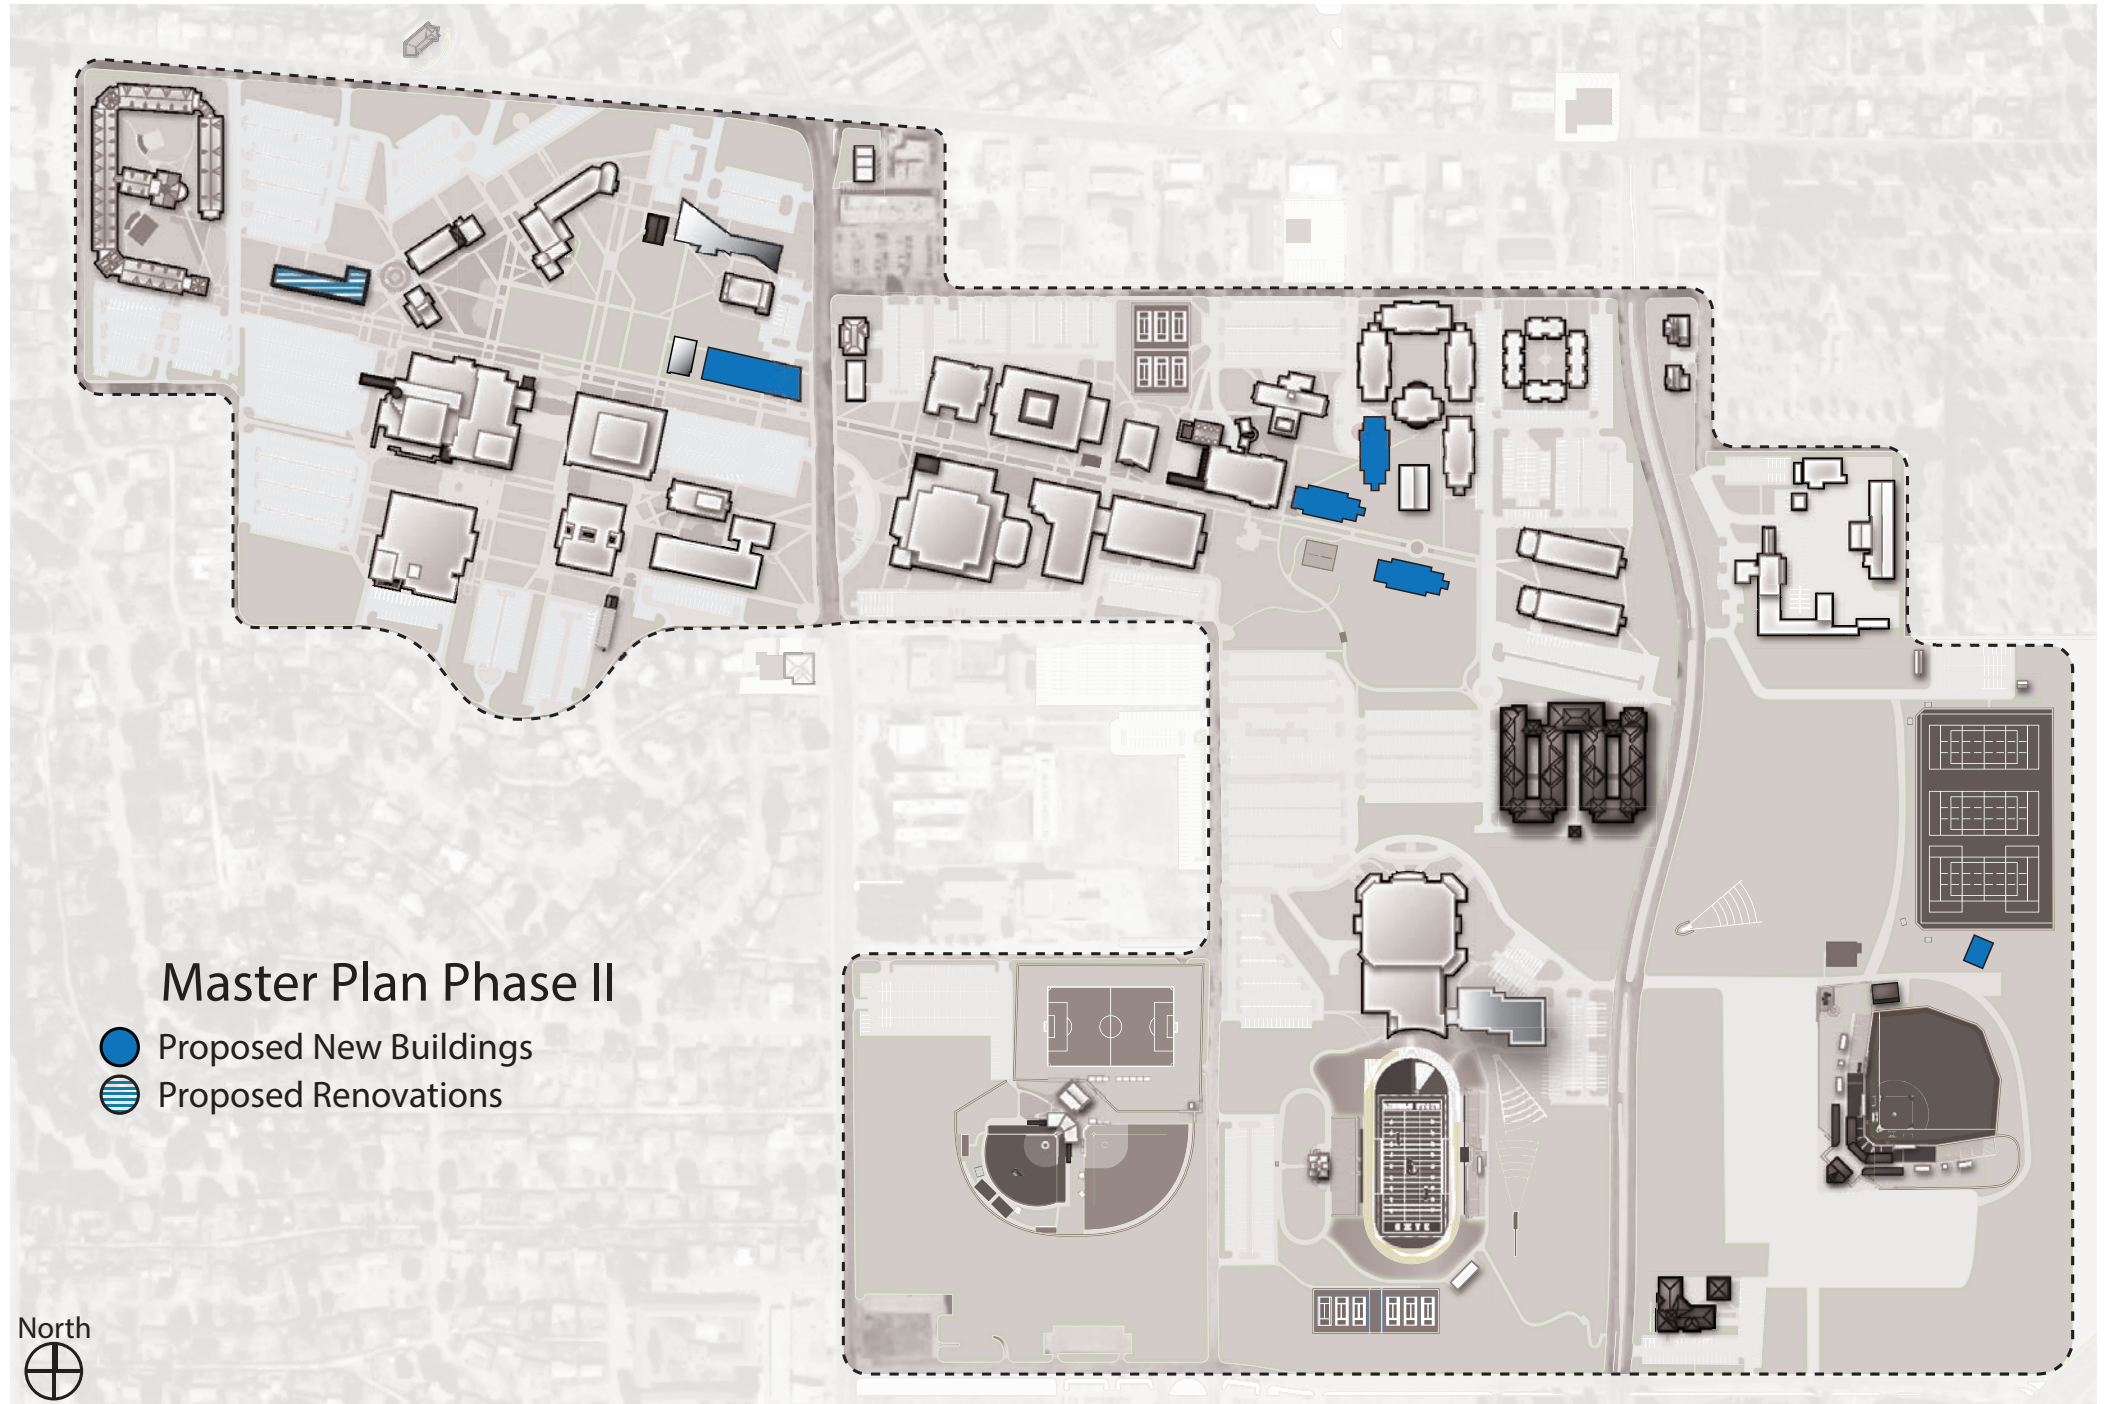 Master Plan Phase II
Proposed New Buildings
Proposed Renovations
North